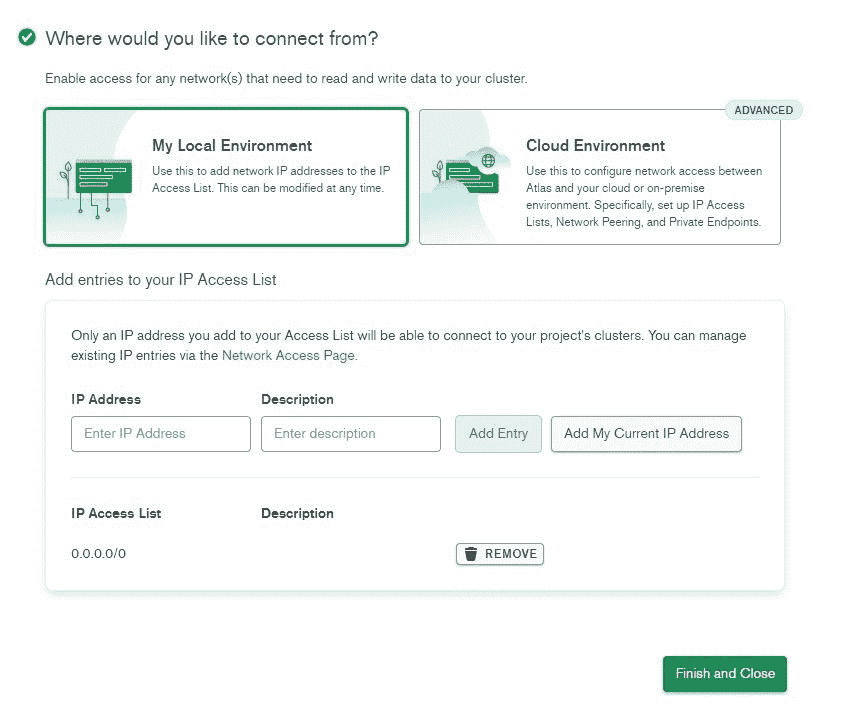 Where would you like to connect from?
Enable access for any network(s) that need to read and write data to your cluster.
ADVANCED
My Local Environment
Use this to add network IP addresses to the IP
Access List. This can be modified at any time.
Cloud Environment
Use this to configure network access between
Atlas and your cloud or on-premise
environment. Specifically, set up IP Access
Lists, Network Peering, and Private Endpoints.
Add entries to your IP Access List
Only an IP address you add to your Access List will be able to connect to your project's clusters. You can manage
existing IP entries via the Network Access Page.
IP Address Description
Enter IP Address Enter description Add Entry Add My Current IP Address
IP Access List Description
0.0.0.0/0 REMOVE
Finish and Close